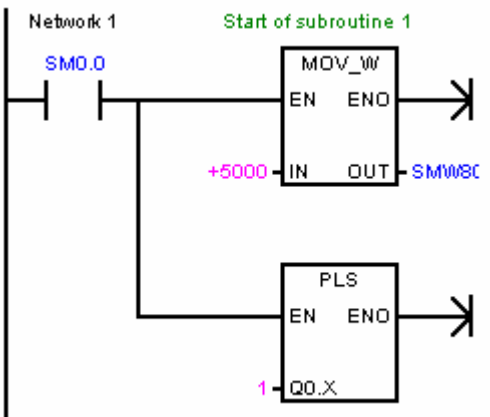 Network 1 Start of subroutine 1
SM0.0
MOV_W
EN ENO
+5000 IN OUT SMW80
PLS
EN ENO
1 Q0.X